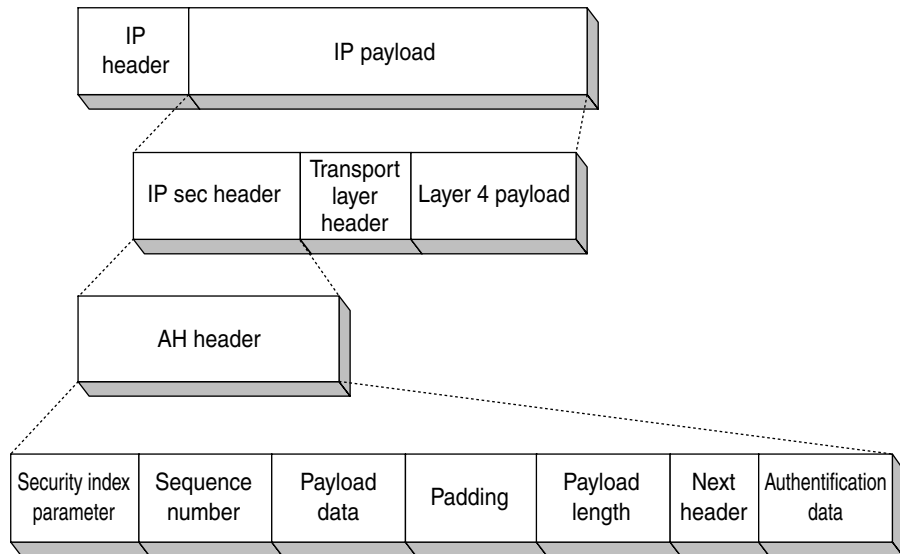 IP
header
IP payload
IP sec header
Transport
layer
header
Layer 4 payload
AH header
Security index
parameter
Sequence
number
Payload
data
Padding
Payload
length
Next
header
Authentification
data